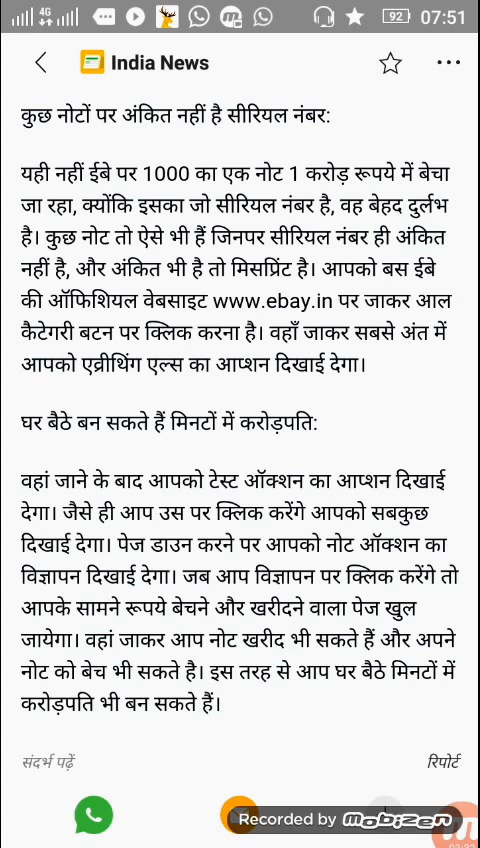 4G
92
07:51
India News
कुछ नोटों पर अंकित नहीं है सीरियल नंबर:
यही नहीं ईबे पर 1000 का एक नोट 1 करोड़ रूपये में बेचा
जा रहा, क्योंकि इसका जो सीरियल नंबर है, वह बेहद दुर्लभ
है। कुछ नोट तो ऐसे भी हैं जिनपर सीरियल नंबर ही अंकित
नहीं है, और अंकित भी है तो मिसप्रिंट है। आपको बस ईबे
की ऑफिशियल वेबसाइट www.ebay.in पर जाकर आल
कैटेगरी बटन पर क्लिक करना है। वहाँ जाकर सबसे अंत में
आपको एव्रीथिंग एल्स का आप्शन दिखाई देगा।
घर बैठे बन सकते हैं मिनटों में करोड़पति:
वहां जाने के बाद आपको टेस्ट ऑक्शन का आप्शन दिखाई
देगा। जैसे ही आप उस पर क्लिक करेंगे आपको सबकुछ
दिखाई देगा। पेज डाउन करने पर आपको नोट ऑक्शन का
विज्ञापन दिखाई देगा। जब आप विज्ञापन पर क्लिक करेंगे तो
आपके सामने रूपये बेचने और खरीदने वाला पेज खुल
जायेगा। वहां जाकर आप नोट खरीद भी सकते हैं और अपने
नोट को बेच भी सकते है। इस तरह से आप घर बैठे मिनटों में
करोड़पति भी बन सकते हैं।
संदर्भ पढ़ें
रिपोर्ट
Recorded by mobizen